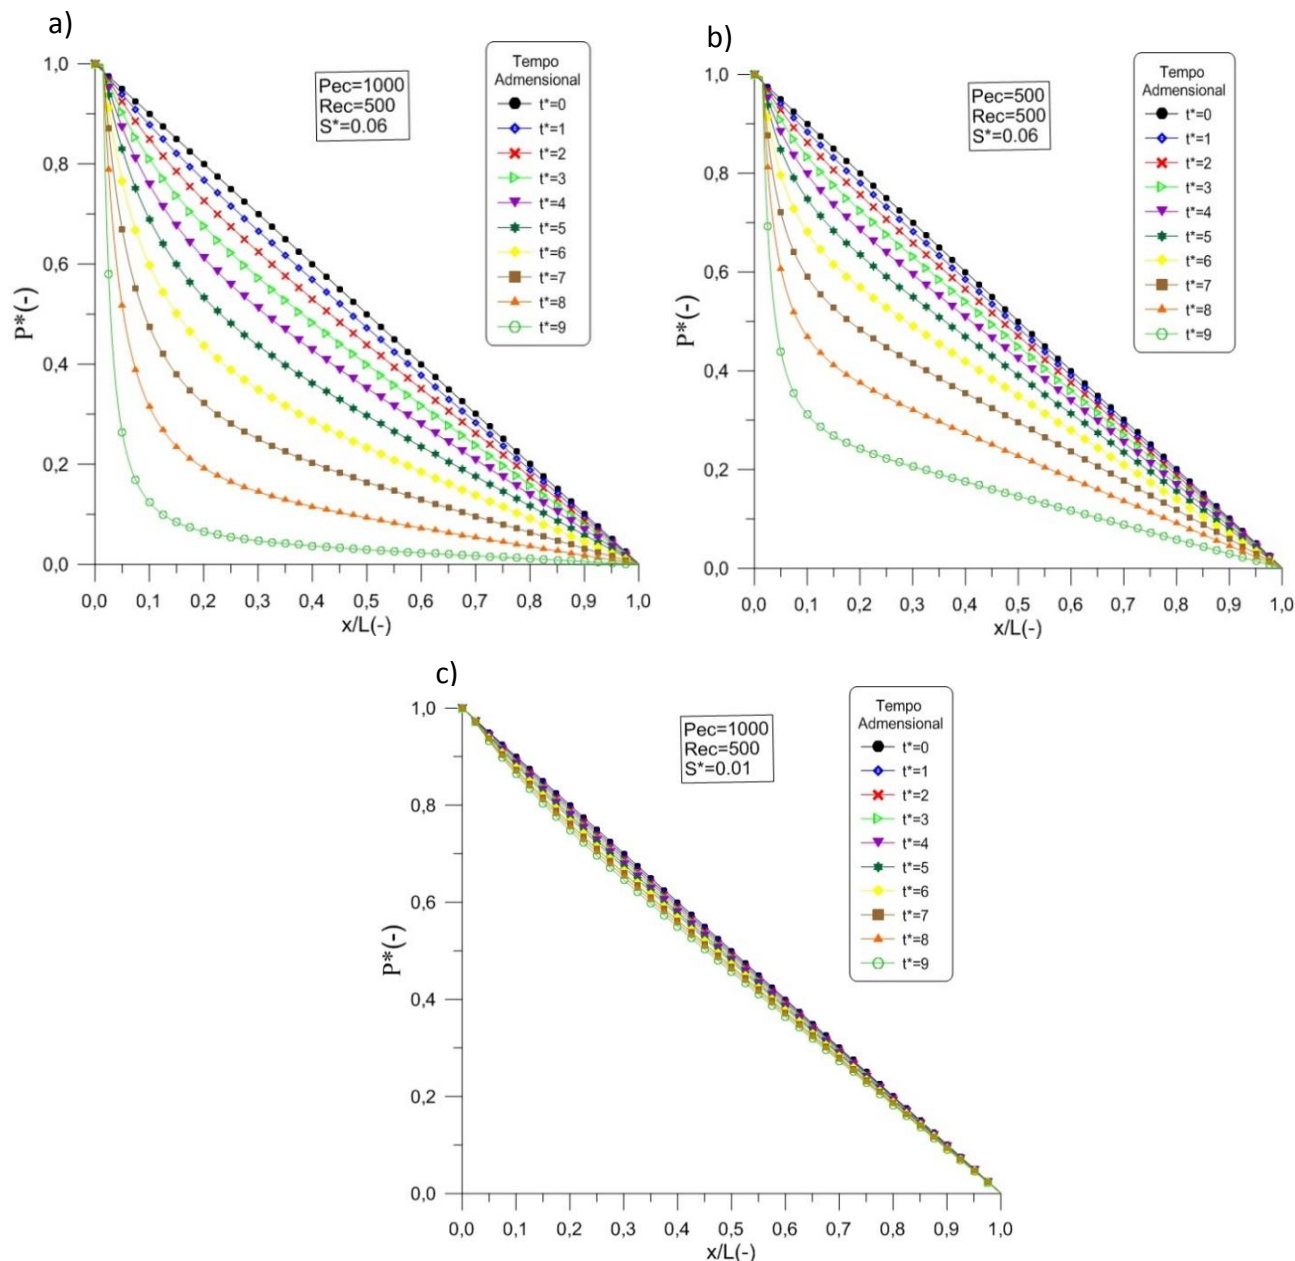 a)
Pec=1000
Rec=500
S*=0.06
Tempo
Admensional
t*=0
t*=1
t*=2
t*=3
t*=4
t*=5
t*=6
t*=7
t*=8
t*=9
1,0
0,8
0,6
0,4
0,2
0,0
P*(-)
0,0 0,1 0,2 0,3 0,4 0,5 0,6 0,7 0,8 0,9 1,0
x/L(-)
b)
Pec=500
Rec=500
S*=0.06
Tempo
Admensional
t*=0
t*=1
t*=2
t*=3
t*=4
t*=5
t*=6
t*=7
t*=8
t*=9
1,0
0,8
0,6
0,4
0,2
0,0
P*(-)
0,0 0,1 0,2 0,3 0,4 0,5 0,6 0,7 0,8 0,9 1,0
x/L(-)
c)
Pec=1000
Rec=500
S*=0.01
Tempo
Admensional
t*=0
t*=1
t*=2
t*=3
t*=4
t*=5
t*=6
t*=7
t*=8
t*=9
1,0
0,8
0,6
0,4
0,2
0,0
P*(-)
0,0 0,1 0,2 0,3 0,4 0,5 0,6 0,7 0,8 0,9 1,0
x/L(-)